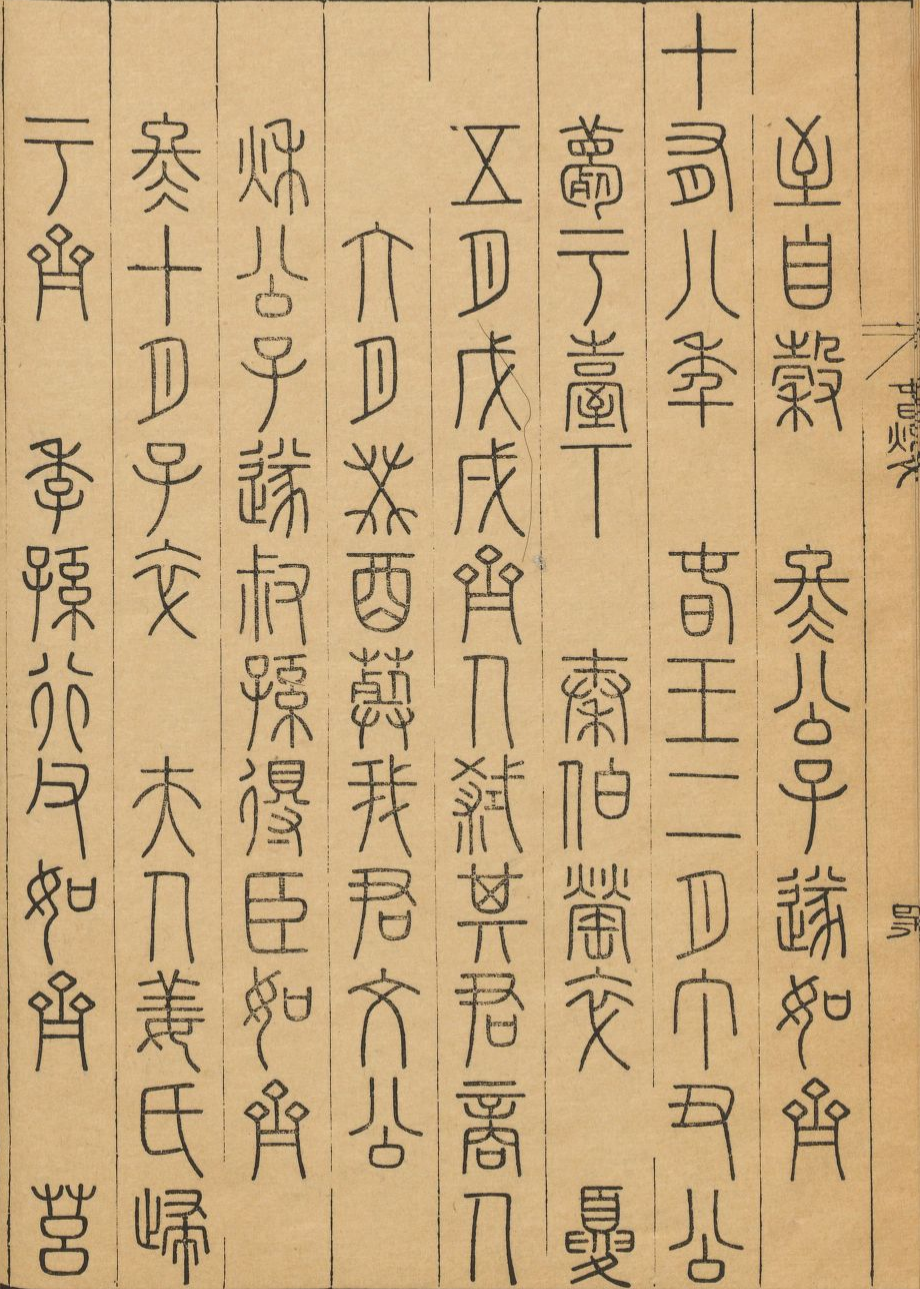 至自穀 冬公子遂如齊
十有八年 春王二月丁丑公
薨于臺下 秦伯罃卒 夏
五月戊戌齊人弒其君商人
六月癸酉葬我君文公
秋公子遂叔孫得臣如齊
冬十月子卒 夫人姜氏歸
于齊 季孫行父如齊 莒